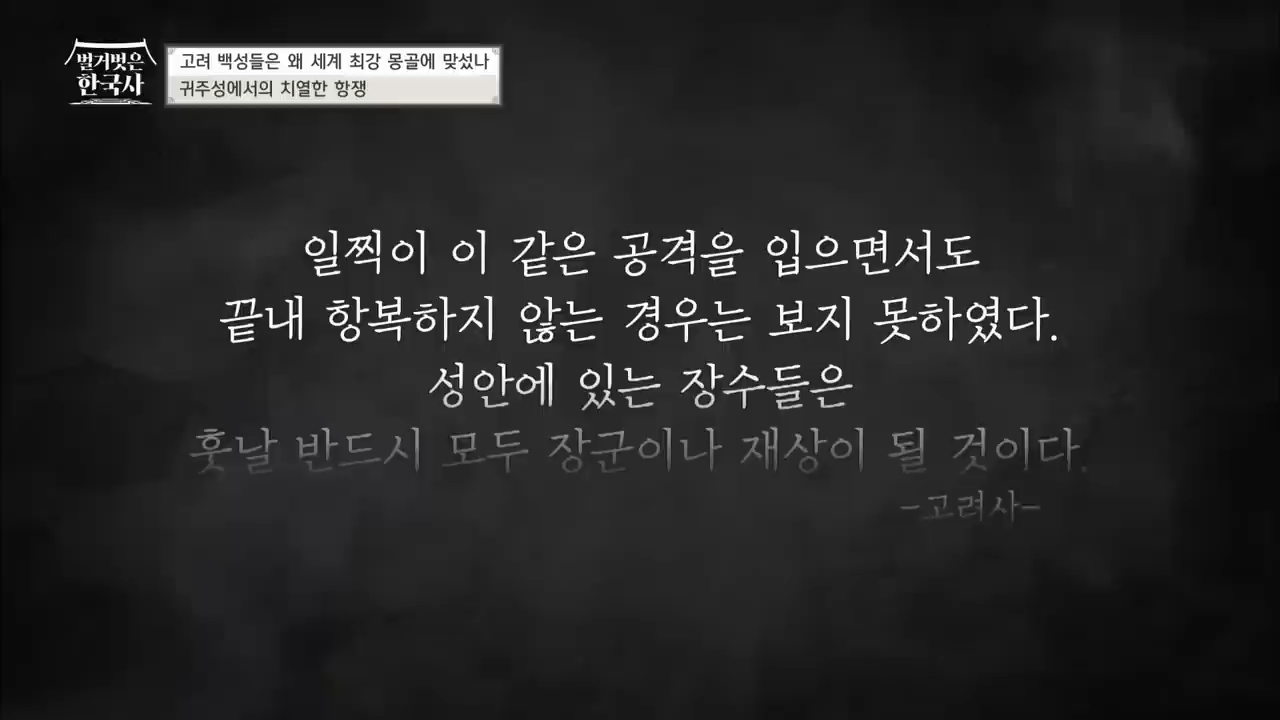 벌거벗은
한국사
고려 백성들은 왜 세계 최강 몽골에 맞섰나
귀주성에서의 치열한 항쟁
일찍이 이 같은 공격을 입으면서도
끝내 항복하지 않는 경우는 보지 못하였다.
성안에 있는 장수들은
훗날 반드시 모두 장군이나 재상이 될 것이다.
-고려사-